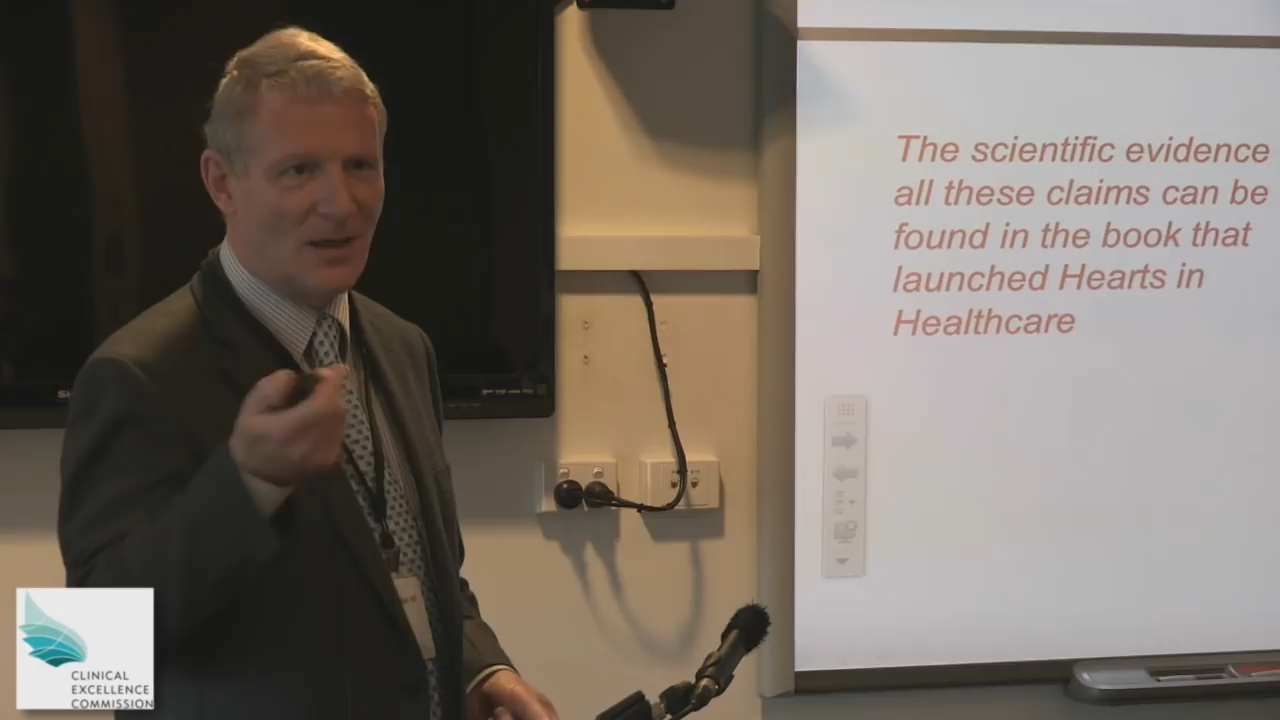 The scientific evidence
all these claims can be
found in the book that
launched Hearts in
Healthcare
CLINICAL
EXCELLENCE
COMMISSION